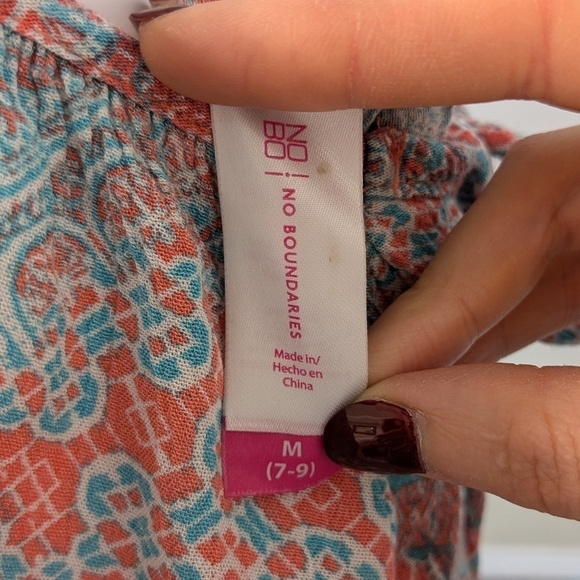 NO
BO
NO BOUNDARIES
Made in/
Hecho en
China
M
(7-9)